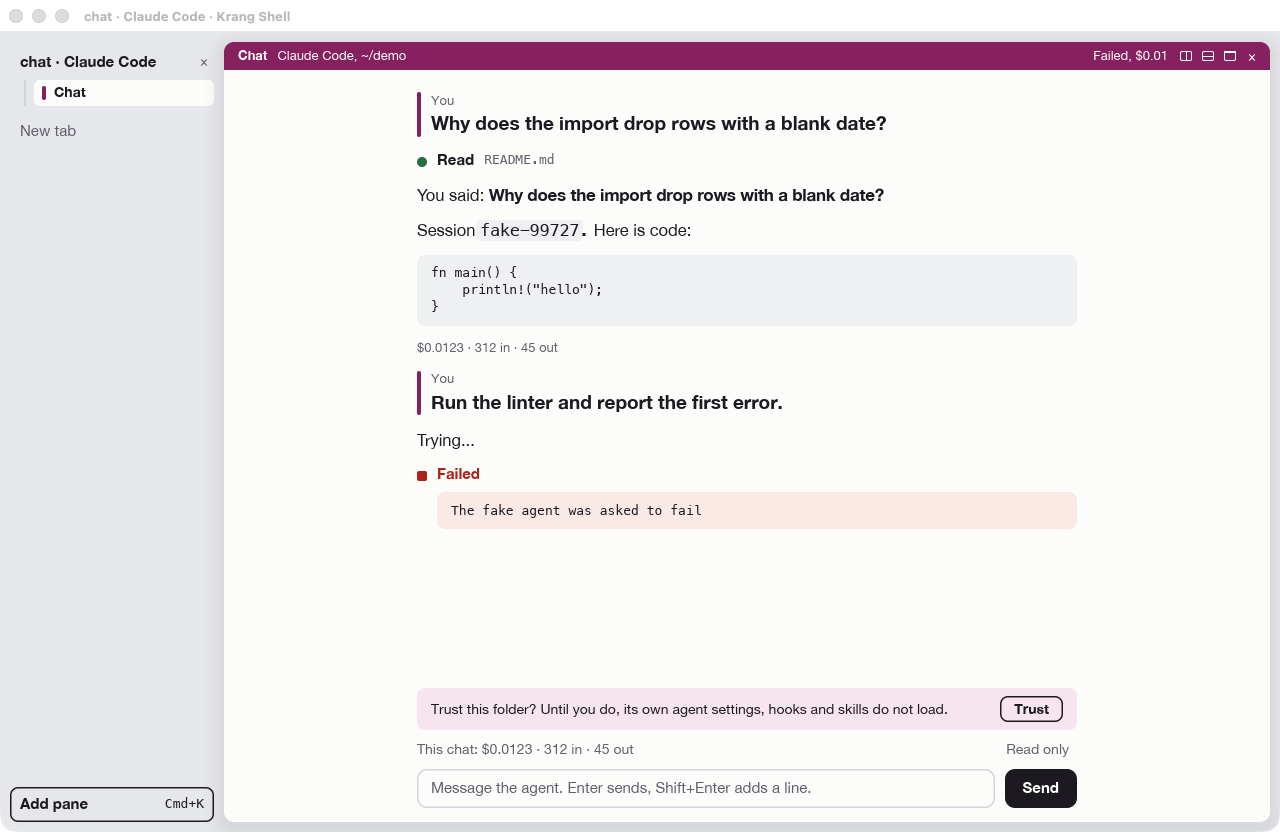 chat · Claude Code · Krang Shell
chat · Claude Code ×
Chat
New tab
Add pane Cmd+K
Chat Claude Code, ~/demo Failed, $0.01 ×
You
Why does the import drop rows with a blank date?
Read README.md
You said: Why does the import drop rows with a blank date?
Session fake-99727. Here is code:
fn main() {
    println!("hello");
}
$0.0123 · 312 in · 45 out
You
Run the linter and report the first error.
Trying...
Failed
The fake agent was asked to fail
Trust this folder? Until you do, its own agent settings, hooks and skills do not load. Trust
This chat: $0.0123 · 312 in · 45 out Read only
Message the agent. Enter sends, Shift+Enter adds a line. Send